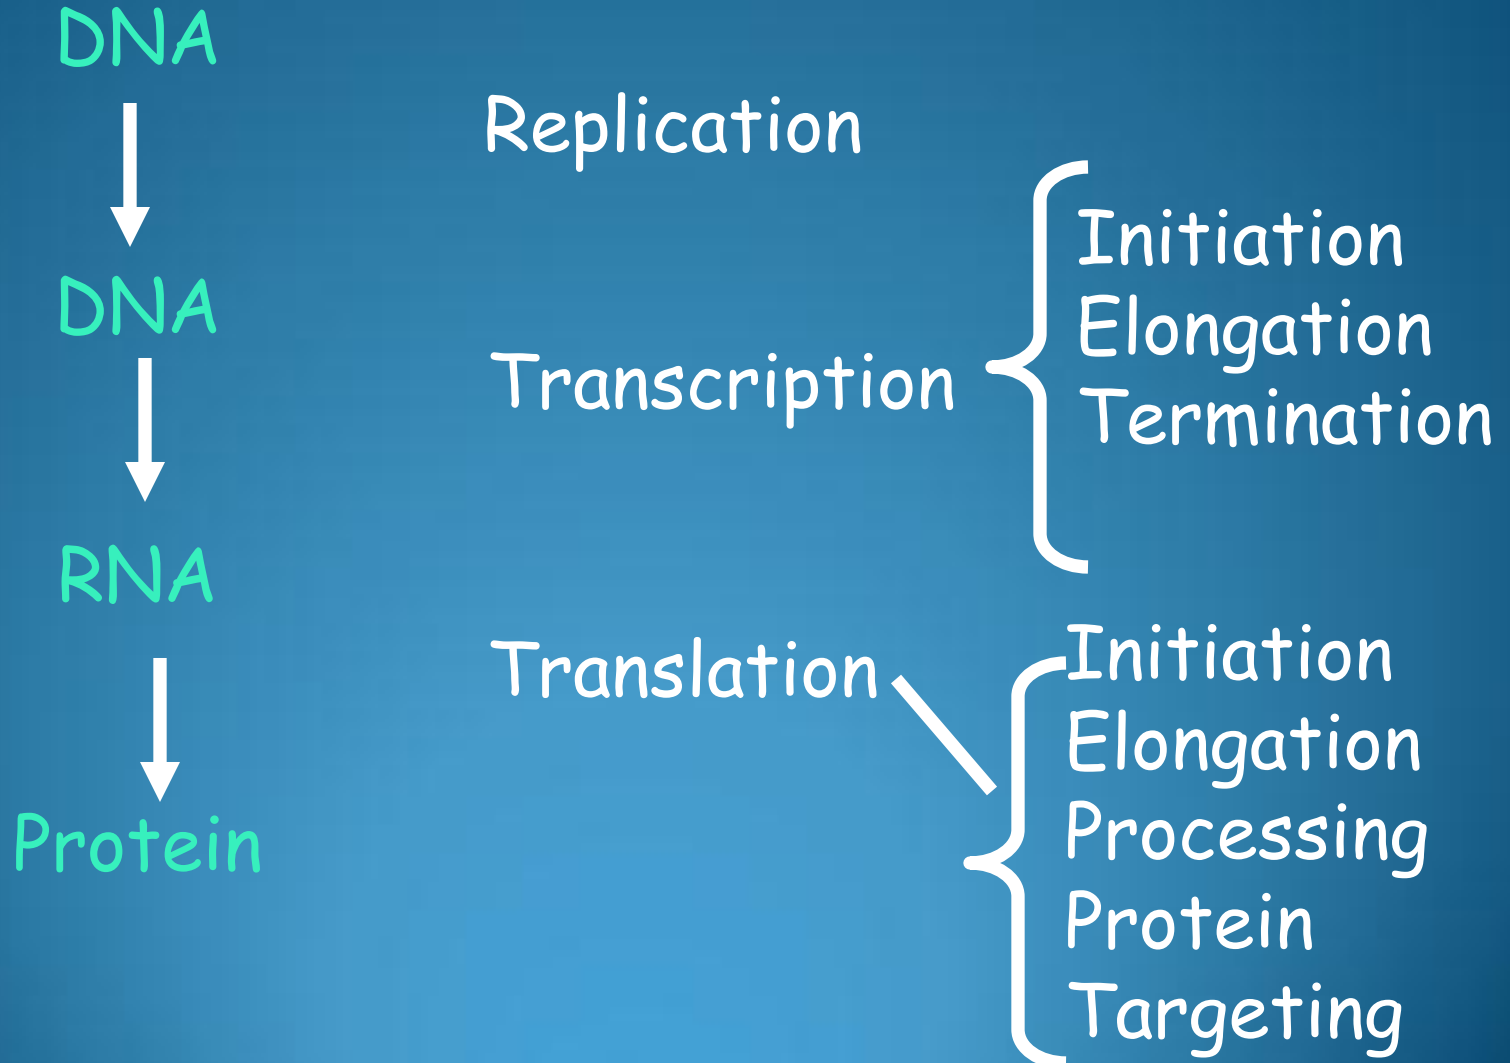 DNA
Replication
DNA
Transcription
Initiation
Elongation
Termination
RNA
Translation
Initiation
Elongation
Processing
Protein
Targeting
Protein